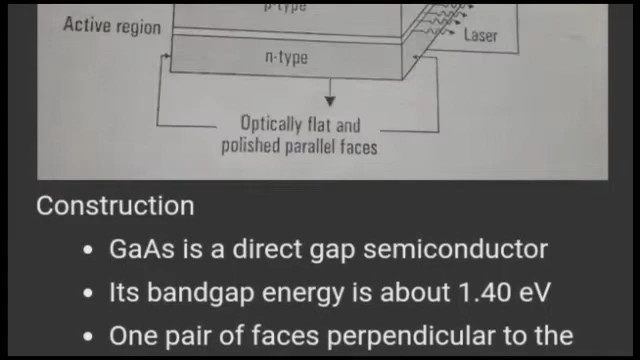 p-type
Active region
Laser
n-type
Optically flat and
polished parallel faces
Construction
• GaAs is a direct gap semiconductor
• Its bandgap energy is about 1.40 eV
• One pair of faces perpendicular to the